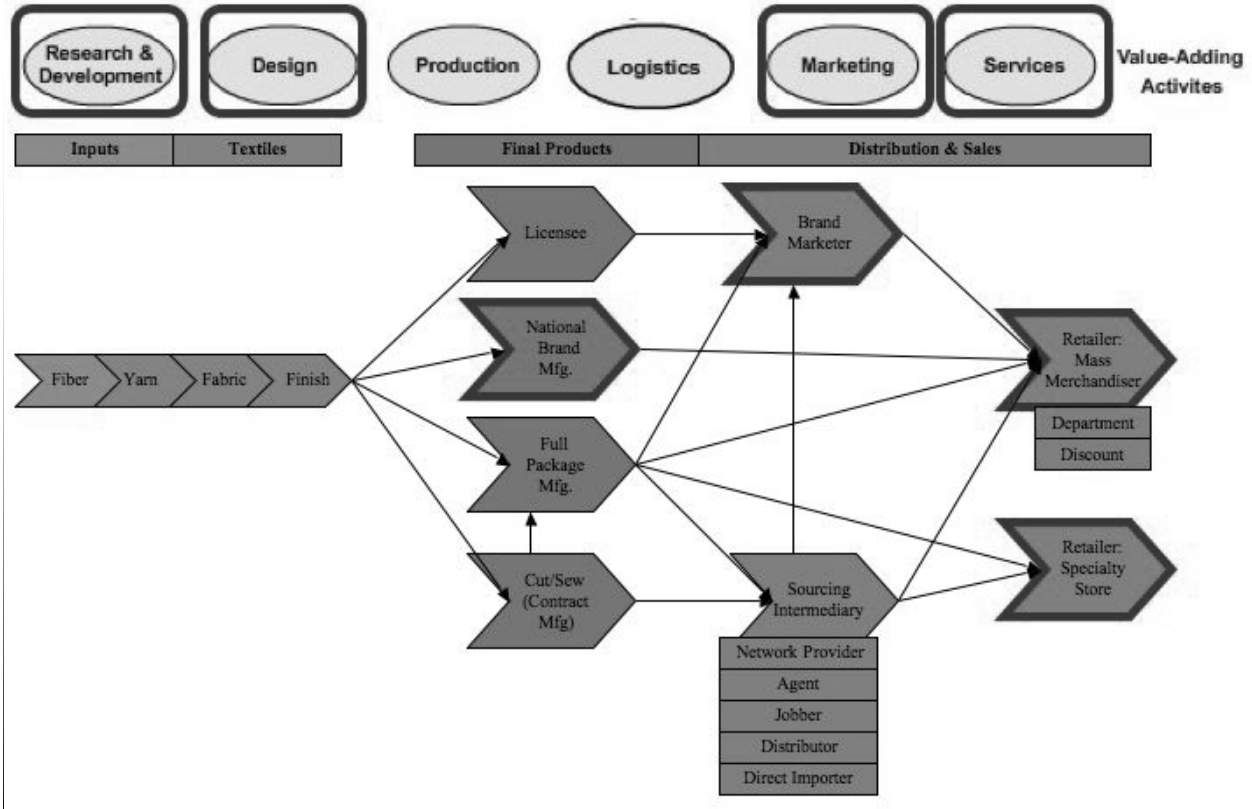 Research &
Development
Design
Production
Logistics
Marketing
Services
Value-Adding
Activites
Inputs
Textiles
Final Products
Distribution & Sales
Licensee
Brand
Marketer
National
Brand
Mfg.
Retailer:
Mass
Merchandiser
Department
Discount
Fiber
Yarn
Fabric
Finish
Full
Package
Mfg.
Cut/Sew
(Contract
Mfg)
Sourcing
Intermediary
Network Provider
Agent
Jobber
Distributor
Direct Importer
Retailer:
Specialty
Store